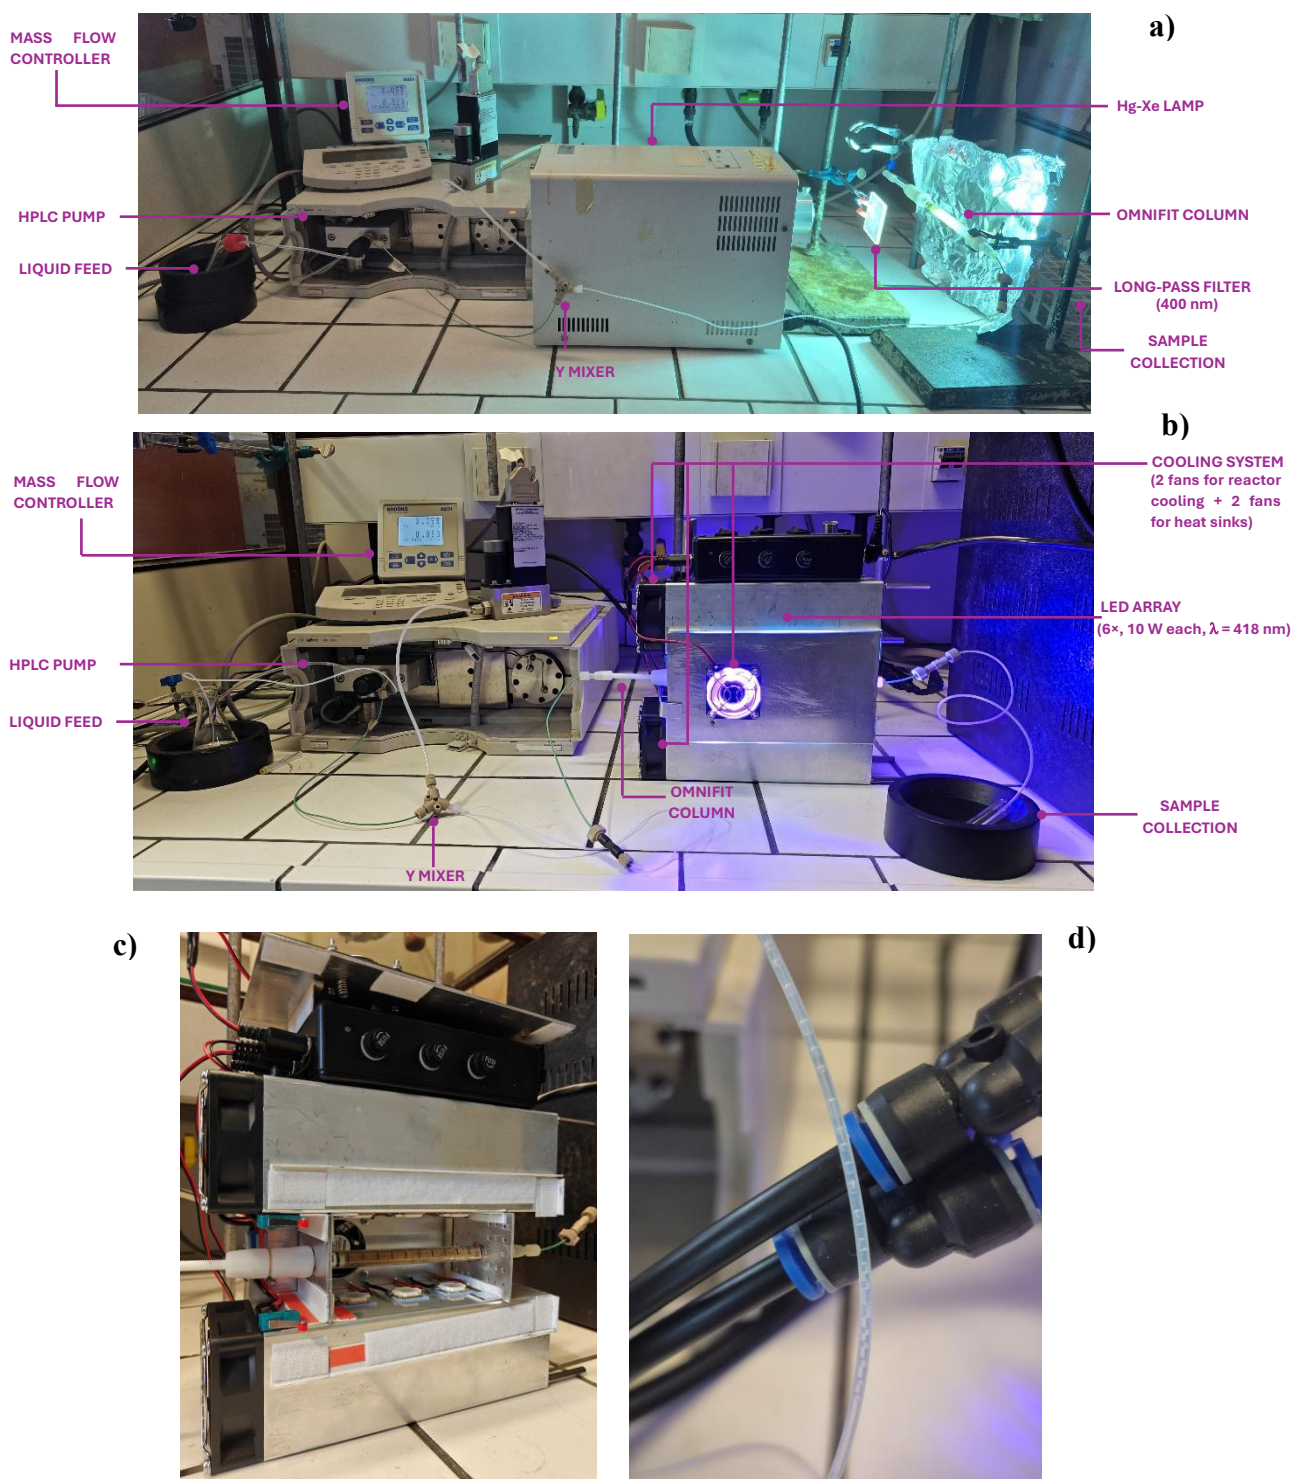 a)
MASS FLOW
CONTROLLER
Hg-Xe LAMP
HPLC PUMP
OMNIFIT COLUMN
LIQUID FEED
LONG-PASS FILTER
(400 nm)
SAMPLE
COLLECTION
Y MIXER
BROOKS
b)
COOLING SYSTEM
(2 fans for reactor
cooling + 2 fans
for heat sinks)
MASS FLOW
CONTROLLER
BROOKS
LED ARRAY
(6×, 10 W each, λ = 418 nm)
HPLC PUMP
LIQUID FEED
OMNIFIT
COLUMN
SAMPLE
COLLECTION
Y MIXER
c)
d)